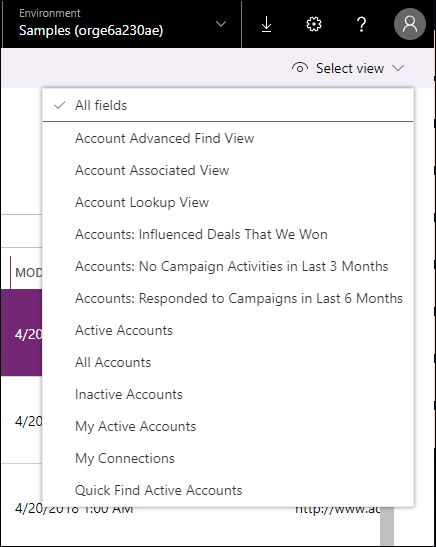 Environment
Samples (orge6a230ae)
?
Select view
All fields
Account Advanced Find View
Account Associated View
Account Lookup View
Accounts: Influenced Deals That We Won
MOD
Accounts: No Campaign Activities in Last 3 Months
Accounts: Responded to Campaigns in Last 6 Months
4/20
Active Accounts
All Accounts
Inactive Accounts
4/20
My Active Accounts
My Connections
Quick Find Active Accounts
4/20/2018 1:00 AM http://www.ad